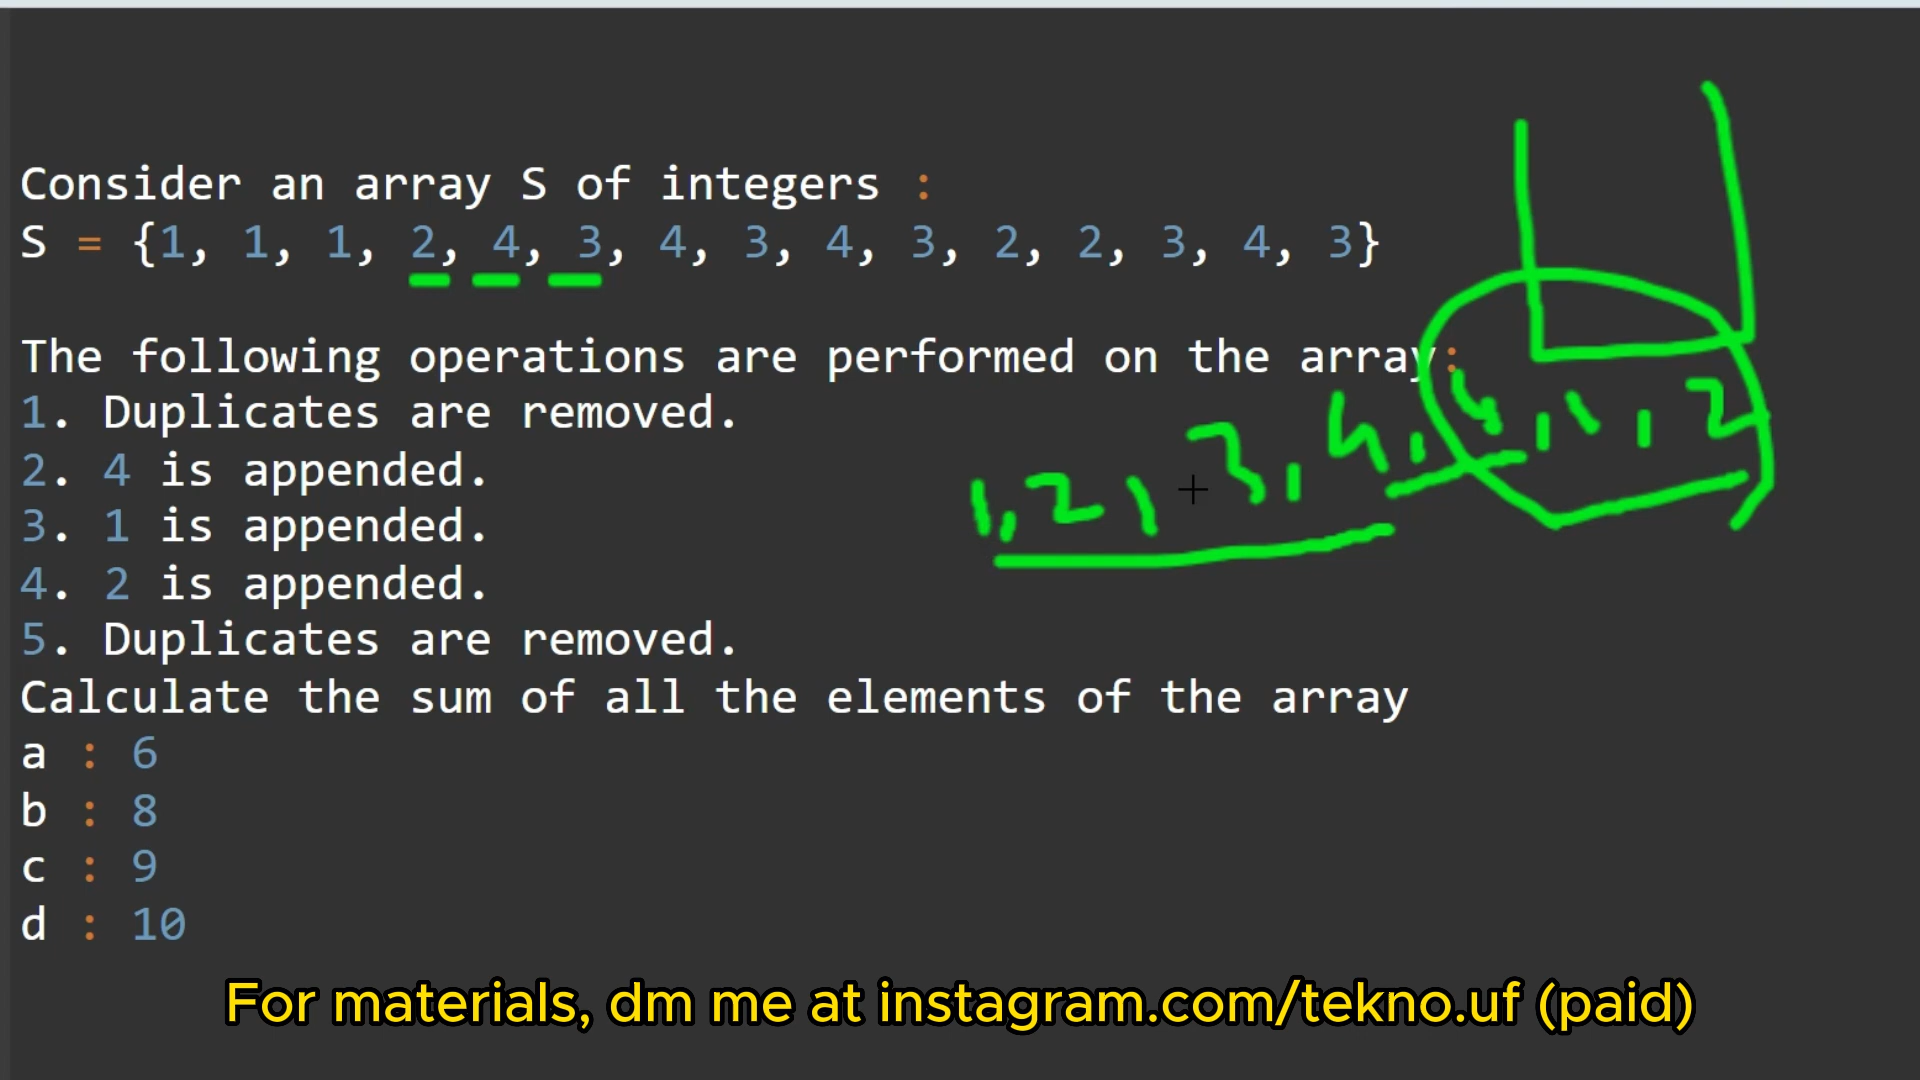 Consider an array S of integers :
S = {1, 1, 1, 2, 4, 3, 4, 3, 4, 3, 2, 2, 3, 4, 3}
The following operations are performed on the array:
1. Duplicates are removed.
2. 4 is appended.
3. 1 is appended.
4. 2 is appended.
5. Duplicates are removed.
1, 2, 3, 4, 4, 1, 2
Calculate the sum of all the elements of the array
a : 6
b : 8
c : 9
d : 10
For materials, dm me at instagram.com/tekno.uf (paid)